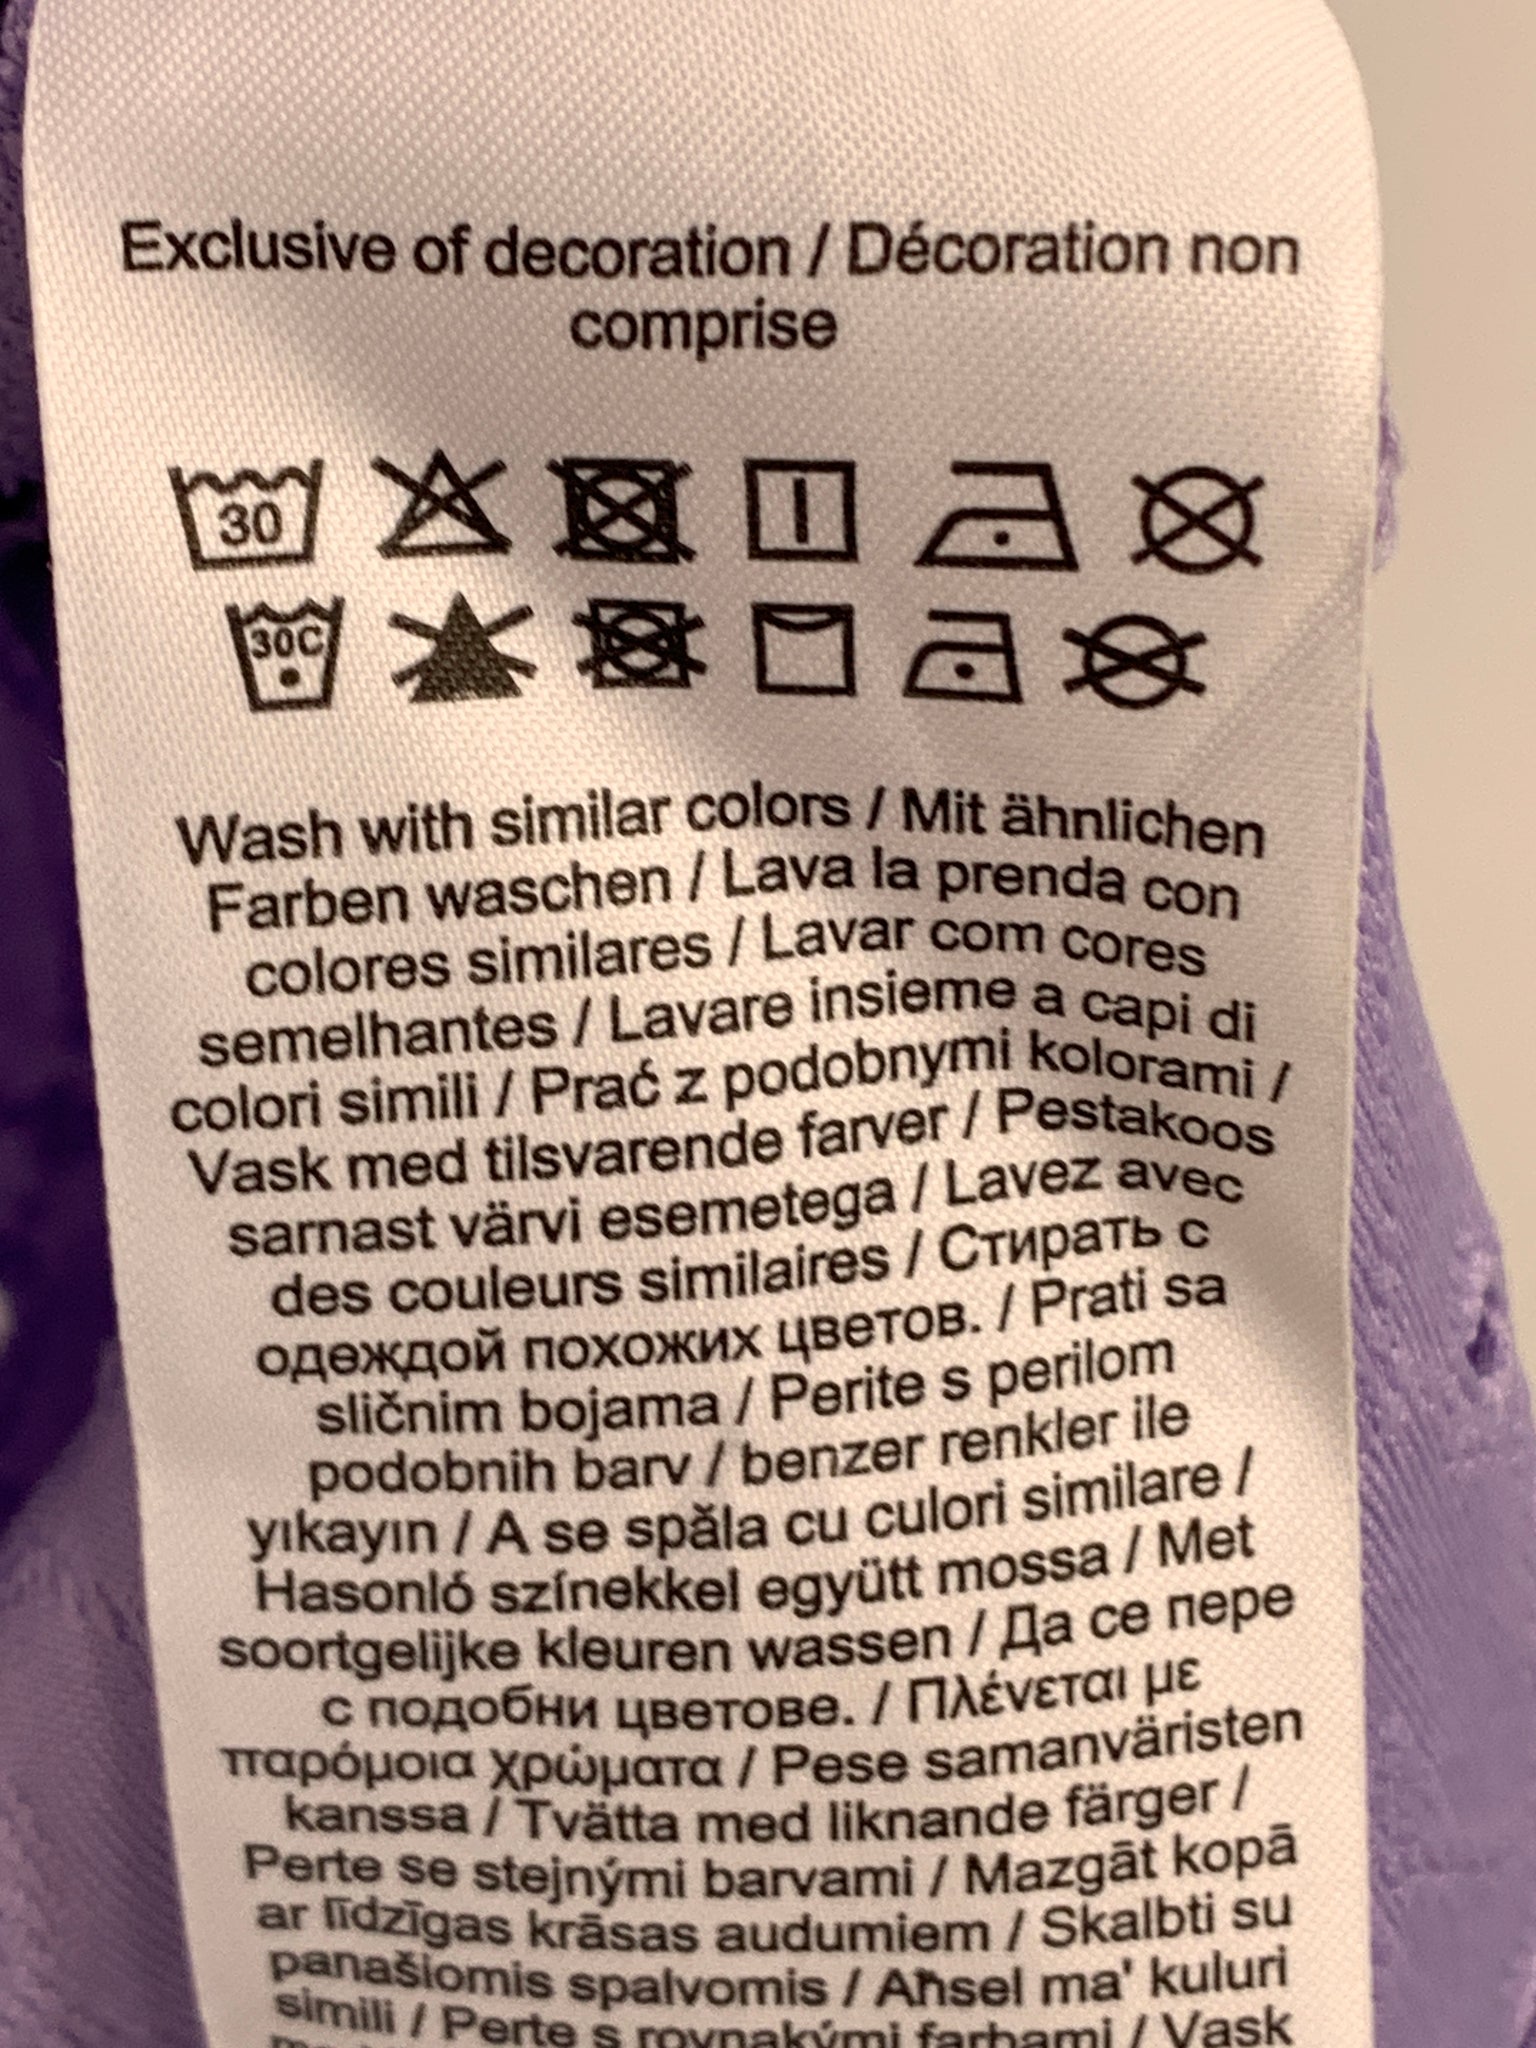 Exclusive of decoration / Décoration non
comprise
30
30C
Wash with similar colors / Mit ähnlichen
Farben waschen / Lava la prenda con
colores similares / Lavar com cores
semelhantes / Lavare insieme a capi di
colori simili / Prać z podobnymi kolorami /
Vask med tilsvarende farver / Pestakoos
sarnast värvi esemetega / Lavez avec
des couleurs similaires / Стирать с
одеждой похожих цветов. / Prati sa
sličnim bojama / Perite s perilom
podobnih barv / benzer renkler ile
yıkayın / A se spăla cu culori similare /
Hasonló színekkel együtt mossa / Met
soortgelijke kleuren wassen / Да се пере
с подобни цветове. / Πλένεται με
παρόμοια χρώματα / Pese samanväristen
kanssa / Tvätta med liknande färger /
Perte se stejnými barvami / Mazgāt kopā
ar līdzīgas krāsas audumiem / Skalbti su
panašiomis spalvomis / Aħsel ma' kuluri
simili / Perte s rovnakými farbami / Vask